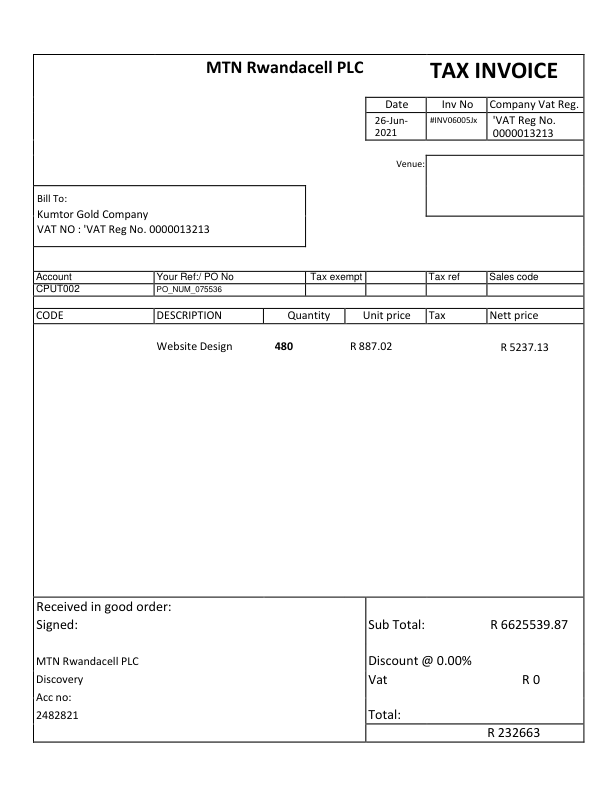 MTN Rwandacell PLC TAX INVOICE
Date Inv No Company Vat Reg.
26-Jun-2021 #INV06005Jx 'VAT Reg No. 0000013213
Venue:
Bill To:
Kumtor Gold Company
VAT NO : 'VAT Reg No. 0000013213
Account Your Ref:/ PO No Tax exempt Tax ref Sales code
CPUT002 PO_NUM_075536
CODE DESCRIPTION Quantity Unit price Tax Nett price
Website Design 480 R 887.02 R 5237.13
Received in good order:
Signed:
Sub Total: R 6625539.87
MTN Rwandacell PLC
Discount @ 0.00%
Discovery
Vat R 0
Acc no:
2482821
Total:
R 232663